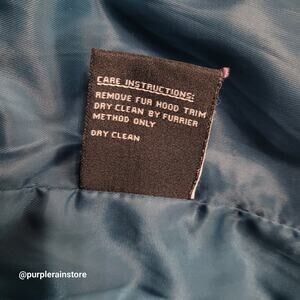 CARE INSTRUCTIONS:
REMOVE FUR HOOD TRIM
DRY CLEAN BY FURRIER
METHOD ONLY
DRY CLEAN
@purplerainstore